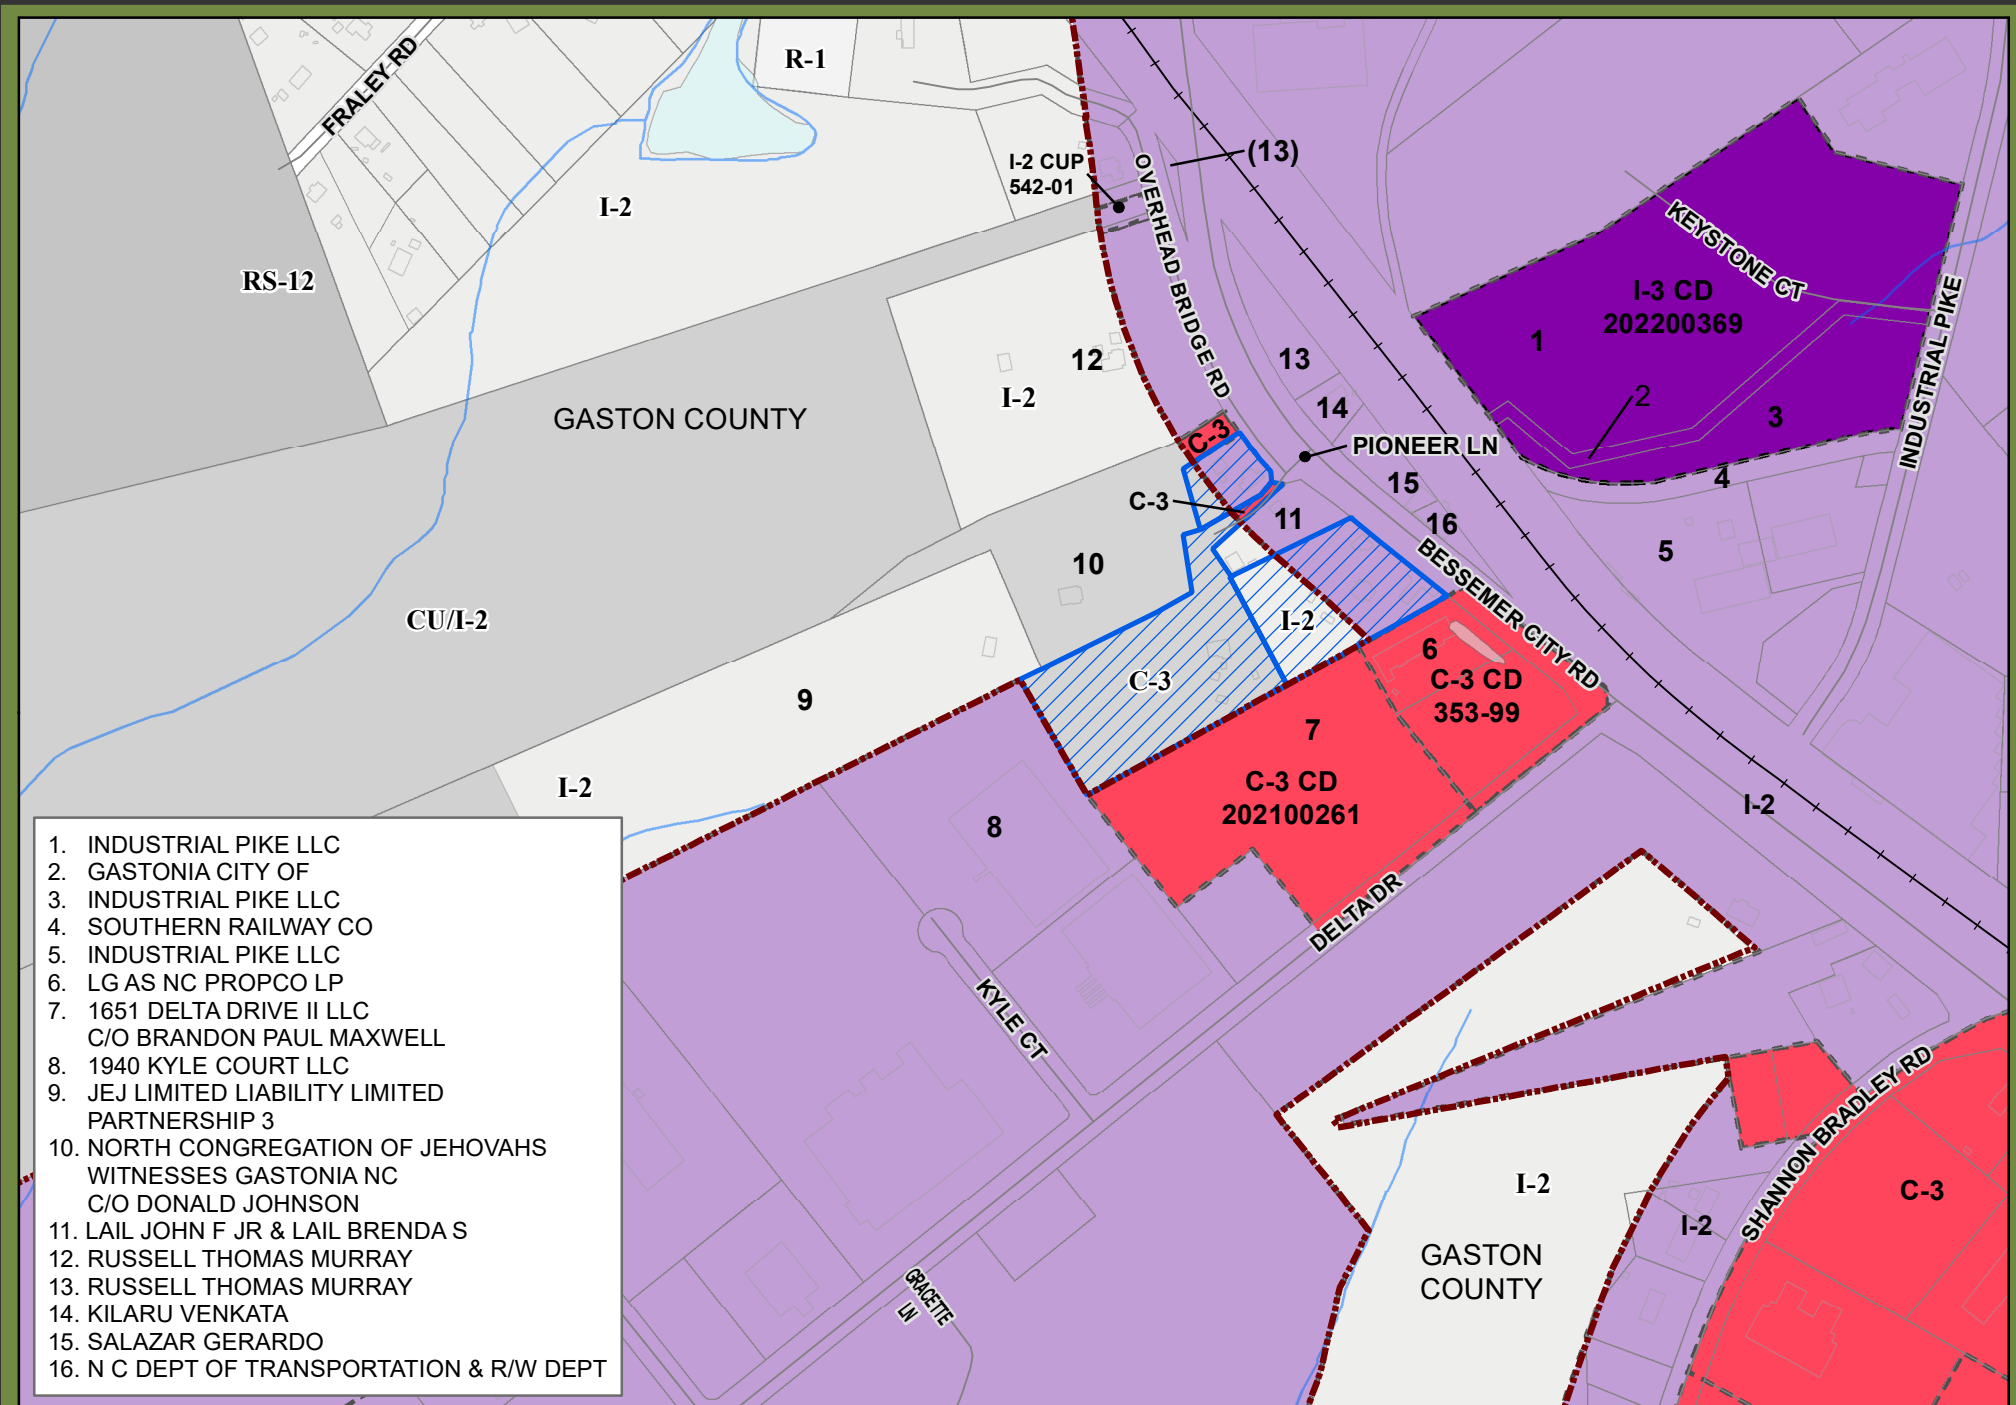 FRALEY RD
R-1
I-2
RS-12
I-2 CUP
542-01
(13)
OVERHEAD BRIDGE RD
KEYSTONE CT
I-3 CD
202200369
1
2
3
4
INDUSTRIAL PIKE
12
I-2
13
14
GASTON COUNTY
C-3
PIONEER LN
C-3
11
15
16
5
10
BESSEMER CITY RD
CU/I-2
I-2
6
C-3 CD
353-99
C-3
9
7
C-3 CD
202100261
I-2
8
I-2
DELTA DR
KYLE CT
SHANNON BRADLEY RD
I-2
C-3
I-2
GASTON
COUNTY
GRACETTE
LN
1. INDUSTRIAL PIKE LLC
2. GASTONIA CITY OF
3. INDUSTRIAL PIKE LLC
4. SOUTHERN RAILWAY CO
5. INDUSTRIAL PIKE LLC
6. LG AS NC PROPCO LP
7. 1651 DELTA DRIVE II LLC
C/O BRANDON PAUL MAXWELL
8. 1940 KYLE COURT LLC
9. JEJ LIMITED LIABILITY LIMITED
PARTNERSHIP 3
10. NORTH CONGREGATION OF JEHOVAHS
WITNESSES GASTONIA NC
C/O DONALD JOHNSON
11. LAIL JOHN F JR & LAIL BRENDA S
12. RUSSELL THOMAS MURRAY
13. RUSSELL THOMAS MURRAY
14. KILARU VENKATA
15. SALAZAR GERARDO
16. N C DEPT OF TRANSPORTATION & R/W DEPT